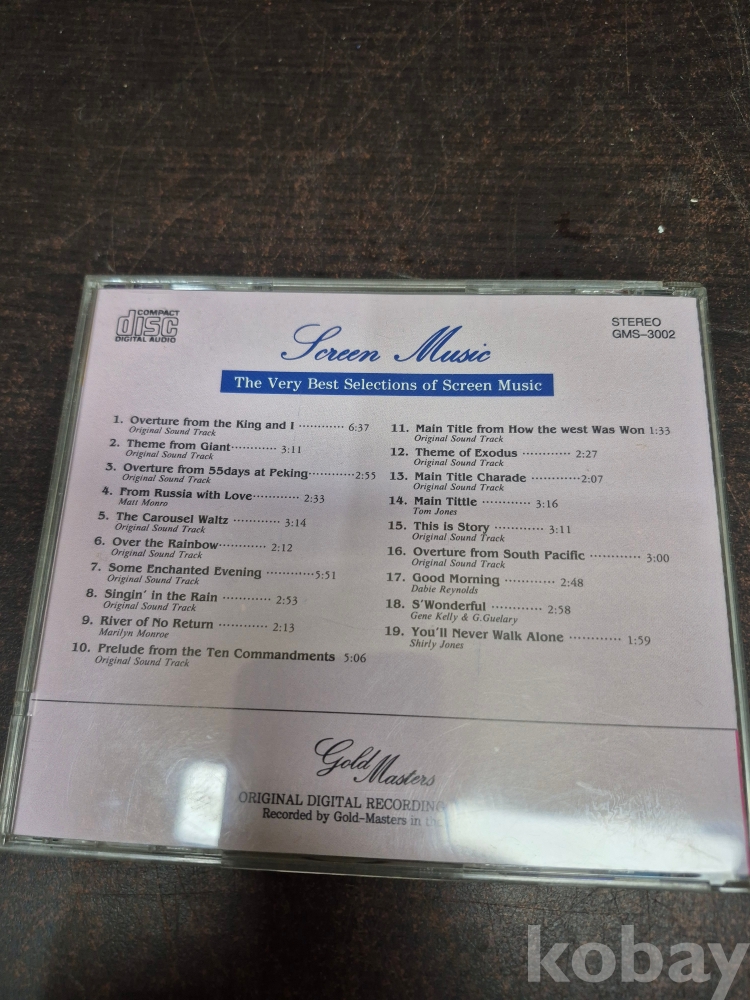 COMPACT
disc
DIGITAL AUDIO
STEREO
GMS-3002
Screen Music
The Very Best Selections of Screen Music
1. Overture from the King and I ............ 6:37
Original Sound Track
2. Theme from Giant ............ 3:11
Original Sound Track
3. Overture from 55days at Peking ............ 2:55
Original Sound Track
4. From Russia with Love ............ 2:33
Matt Monro
5. The Carousel Waltz ............ 3:14
Original Sound Track
6. Over the Rainbow ............ 2:12
Original Sound Track
7. Some Enchanted Evening ............ 5:51
Original Sound Track
8. Singin' in the Rain ............ 2:53
Original Sound Track
9. River of No Return ............ 2:13
Marilyn Monroe
10. Prelude from the Ten Commandments 5:06
Original Sound Track
11. Main Title from How the west Was Won 1:33
Original Sound Track
12. Theme of Exodus ............ 2:27
Original Sound Track
13. Main Title Charade ............ 2:07
Original Sound Track
14. Main Tittle ............ 3:16
Tom Jones
15. This is Story ............ 3:11
Original Sound Track
16. Overture from South Pacific ............ 3:00
Original Sound Track
17. Good Morning ............ 2:48
Dabie Reynolds
18. S'Wonderful ............ 2:58
Gene Kelly & G.Guelary
19. You'll Never Walk Alone ............ 1:59
Shirly Jones
Gold Masters
ORIGINAL DIGITAL RECORDING
Recorded by Gold-Masters in the
kobay